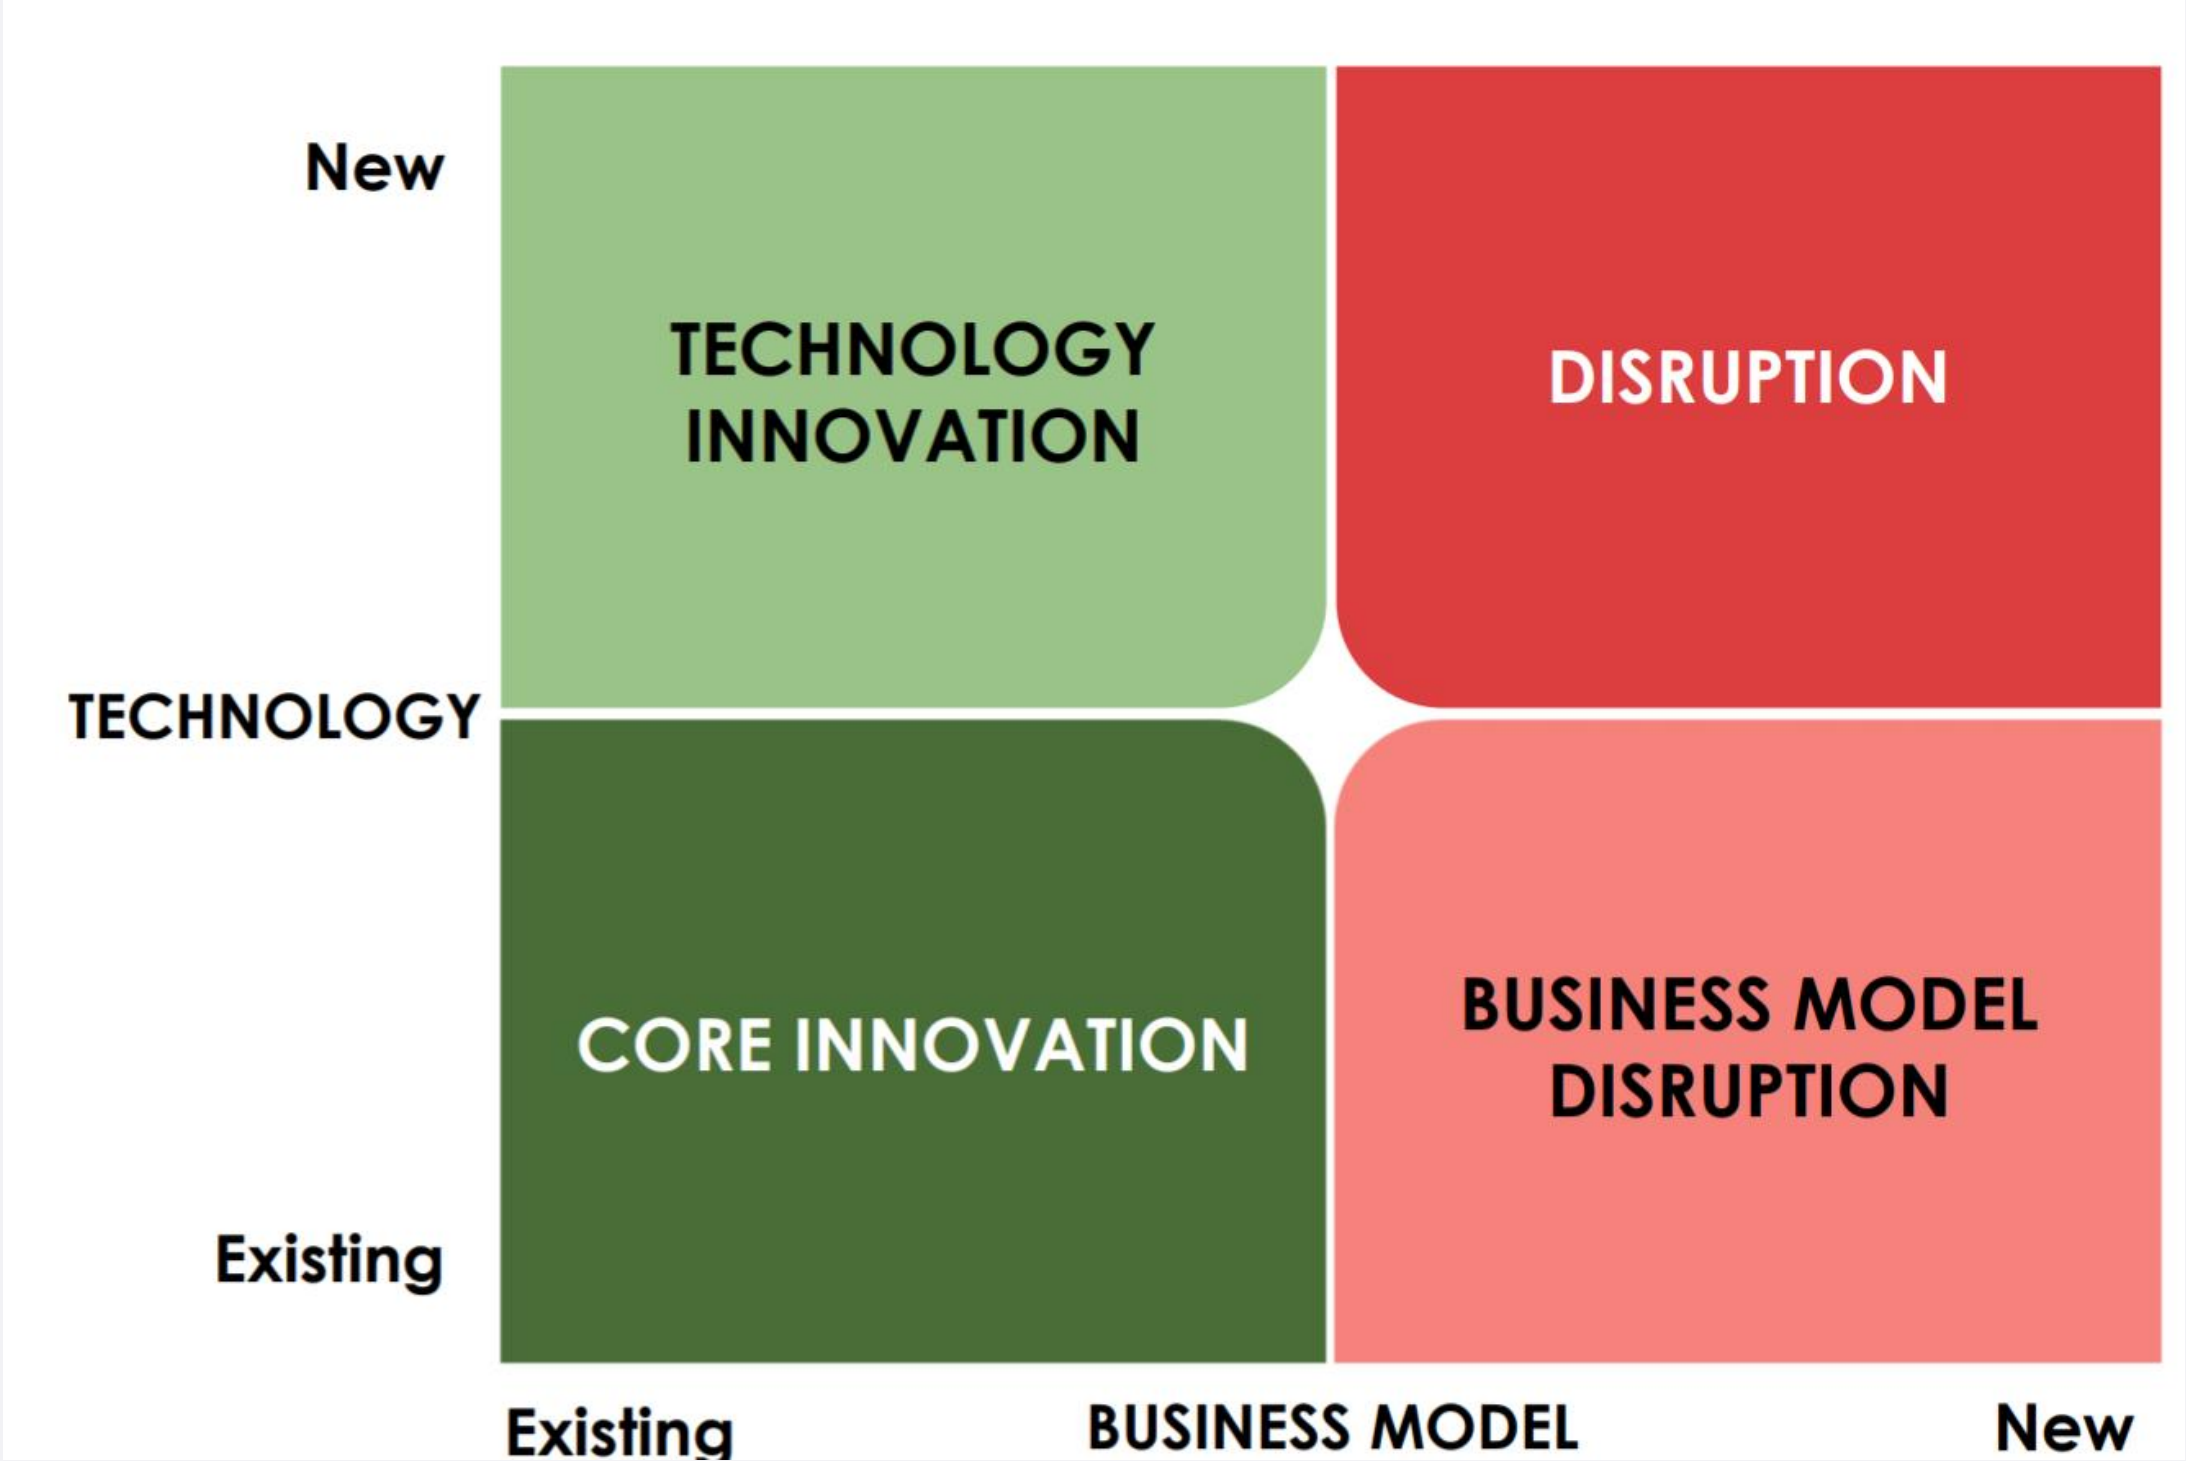 New
TECHNOLOGY
INNOVATION
DISRUPTION
TECHNOLOGY
CORE INNOVATION
BUSINESS MODEL
DISRUPTION
Existing
Existing
BUSINESS MODEL
New